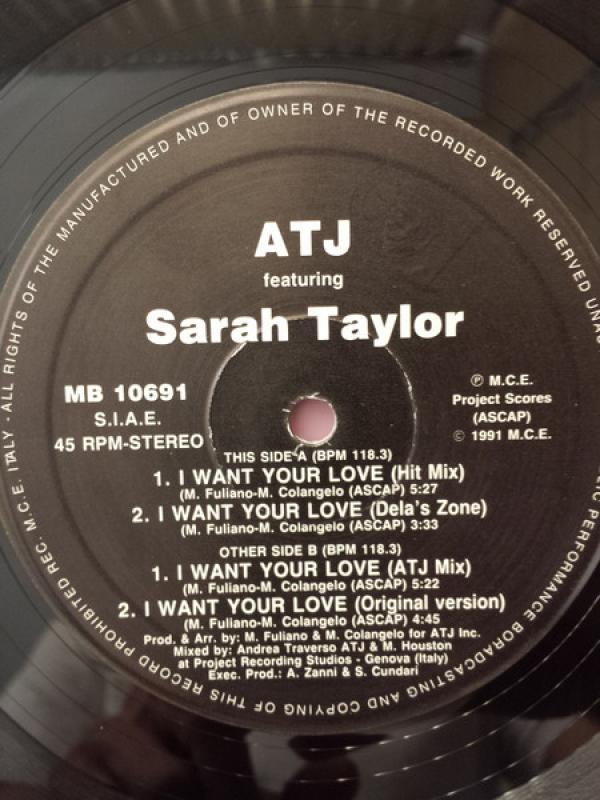 M.C.E. ITALY - ALL RIGHTS OF THE MANUFACTURED AND OF OWNER OF THE RECORDED WORK RESERVED
PERFORMANCE BORADCASTING AND COPYING OF THIS RECORD PROHIBITED REC.
ATJ
featuring
Sarah Taylor
MB 10691
S.I.A.E.
45 RPM-STEREO
℗ M.C.E.
Project Scores
(ASCAP)
© 1991 M.C.E.
THIS SIDE A (BPM 118.3)
1. I WANT YOUR LOVE (Hit Mix)
(M. Fuliano-M. Colangelo (ASCAP) 5:27
2. I WANT YOUR LOVE (Dela's Zone)
(M. Fuliano-M. Colangelo (ASCAP) 3:33
OTHER SIDE B (BPM 118.3)
1. I WANT YOUR LOVE (ATJ Mix)
(M. Fuliano-M. Colangelo (ASCAP) 5:22
2. I WANT YOUR LOVE (Original version)
(M. Fuliano-M. Colangelo (ASCAP) 4:45
Prod. & Arr. by: M. Fuliano & M. Colangelo for ATJ Inc.
Mixed by: Andrea Traverso ATJ & M. Houston
at Project Recording Studios - Genova (Italy)
Exec. Prod.: A. Zanni & S. Cundari